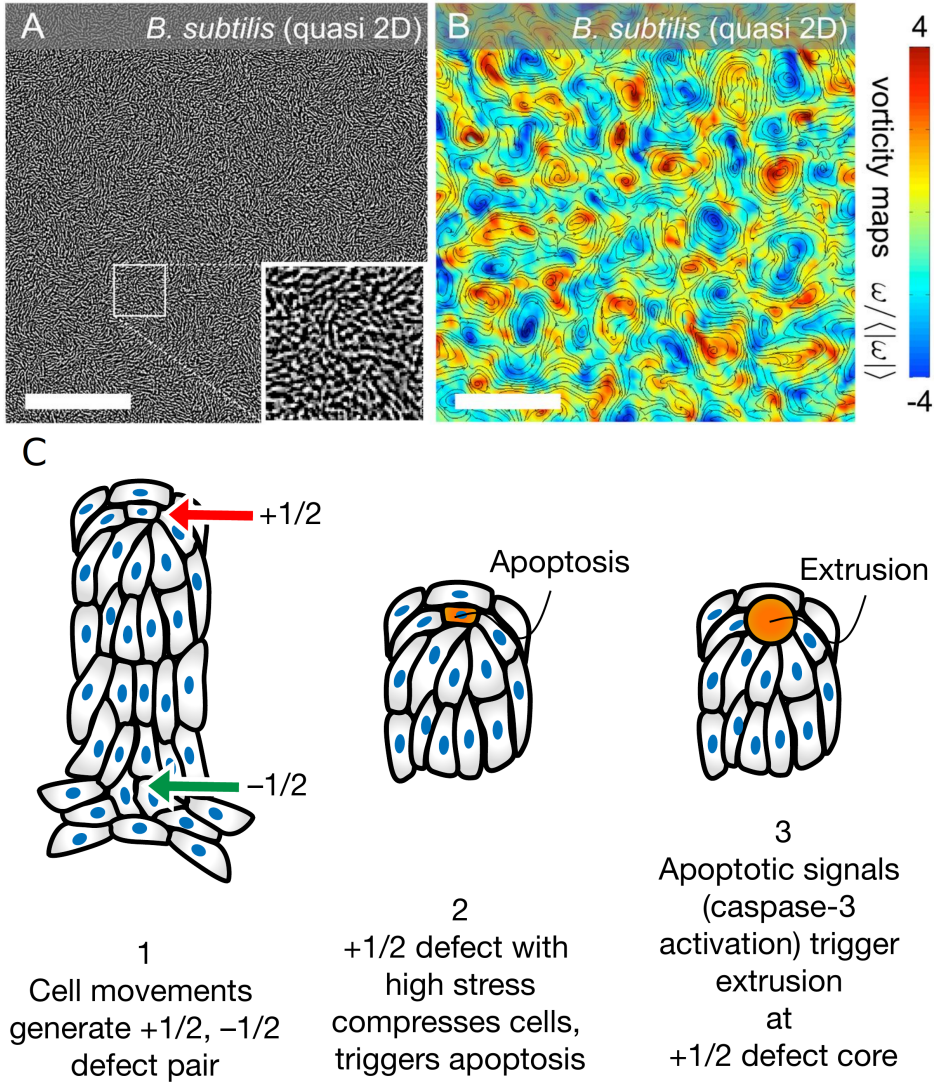 A
B. subtilis (quasi 2D)
B
B. subtilis (quasi 2D)
4
vorticity maps ω/⟨|ω|⟩
-4
C
+1/2
−1/2
Apoptosis
Extrusion
1
Cell movements
generate +1/2, −1/2
defect pair
2
+1/2 defect with
high stress
compresses cells,
triggers apoptosis
3
Apoptotic signals
(caspase-3
activation) trigger
extrusion
at
+1/2 defect core